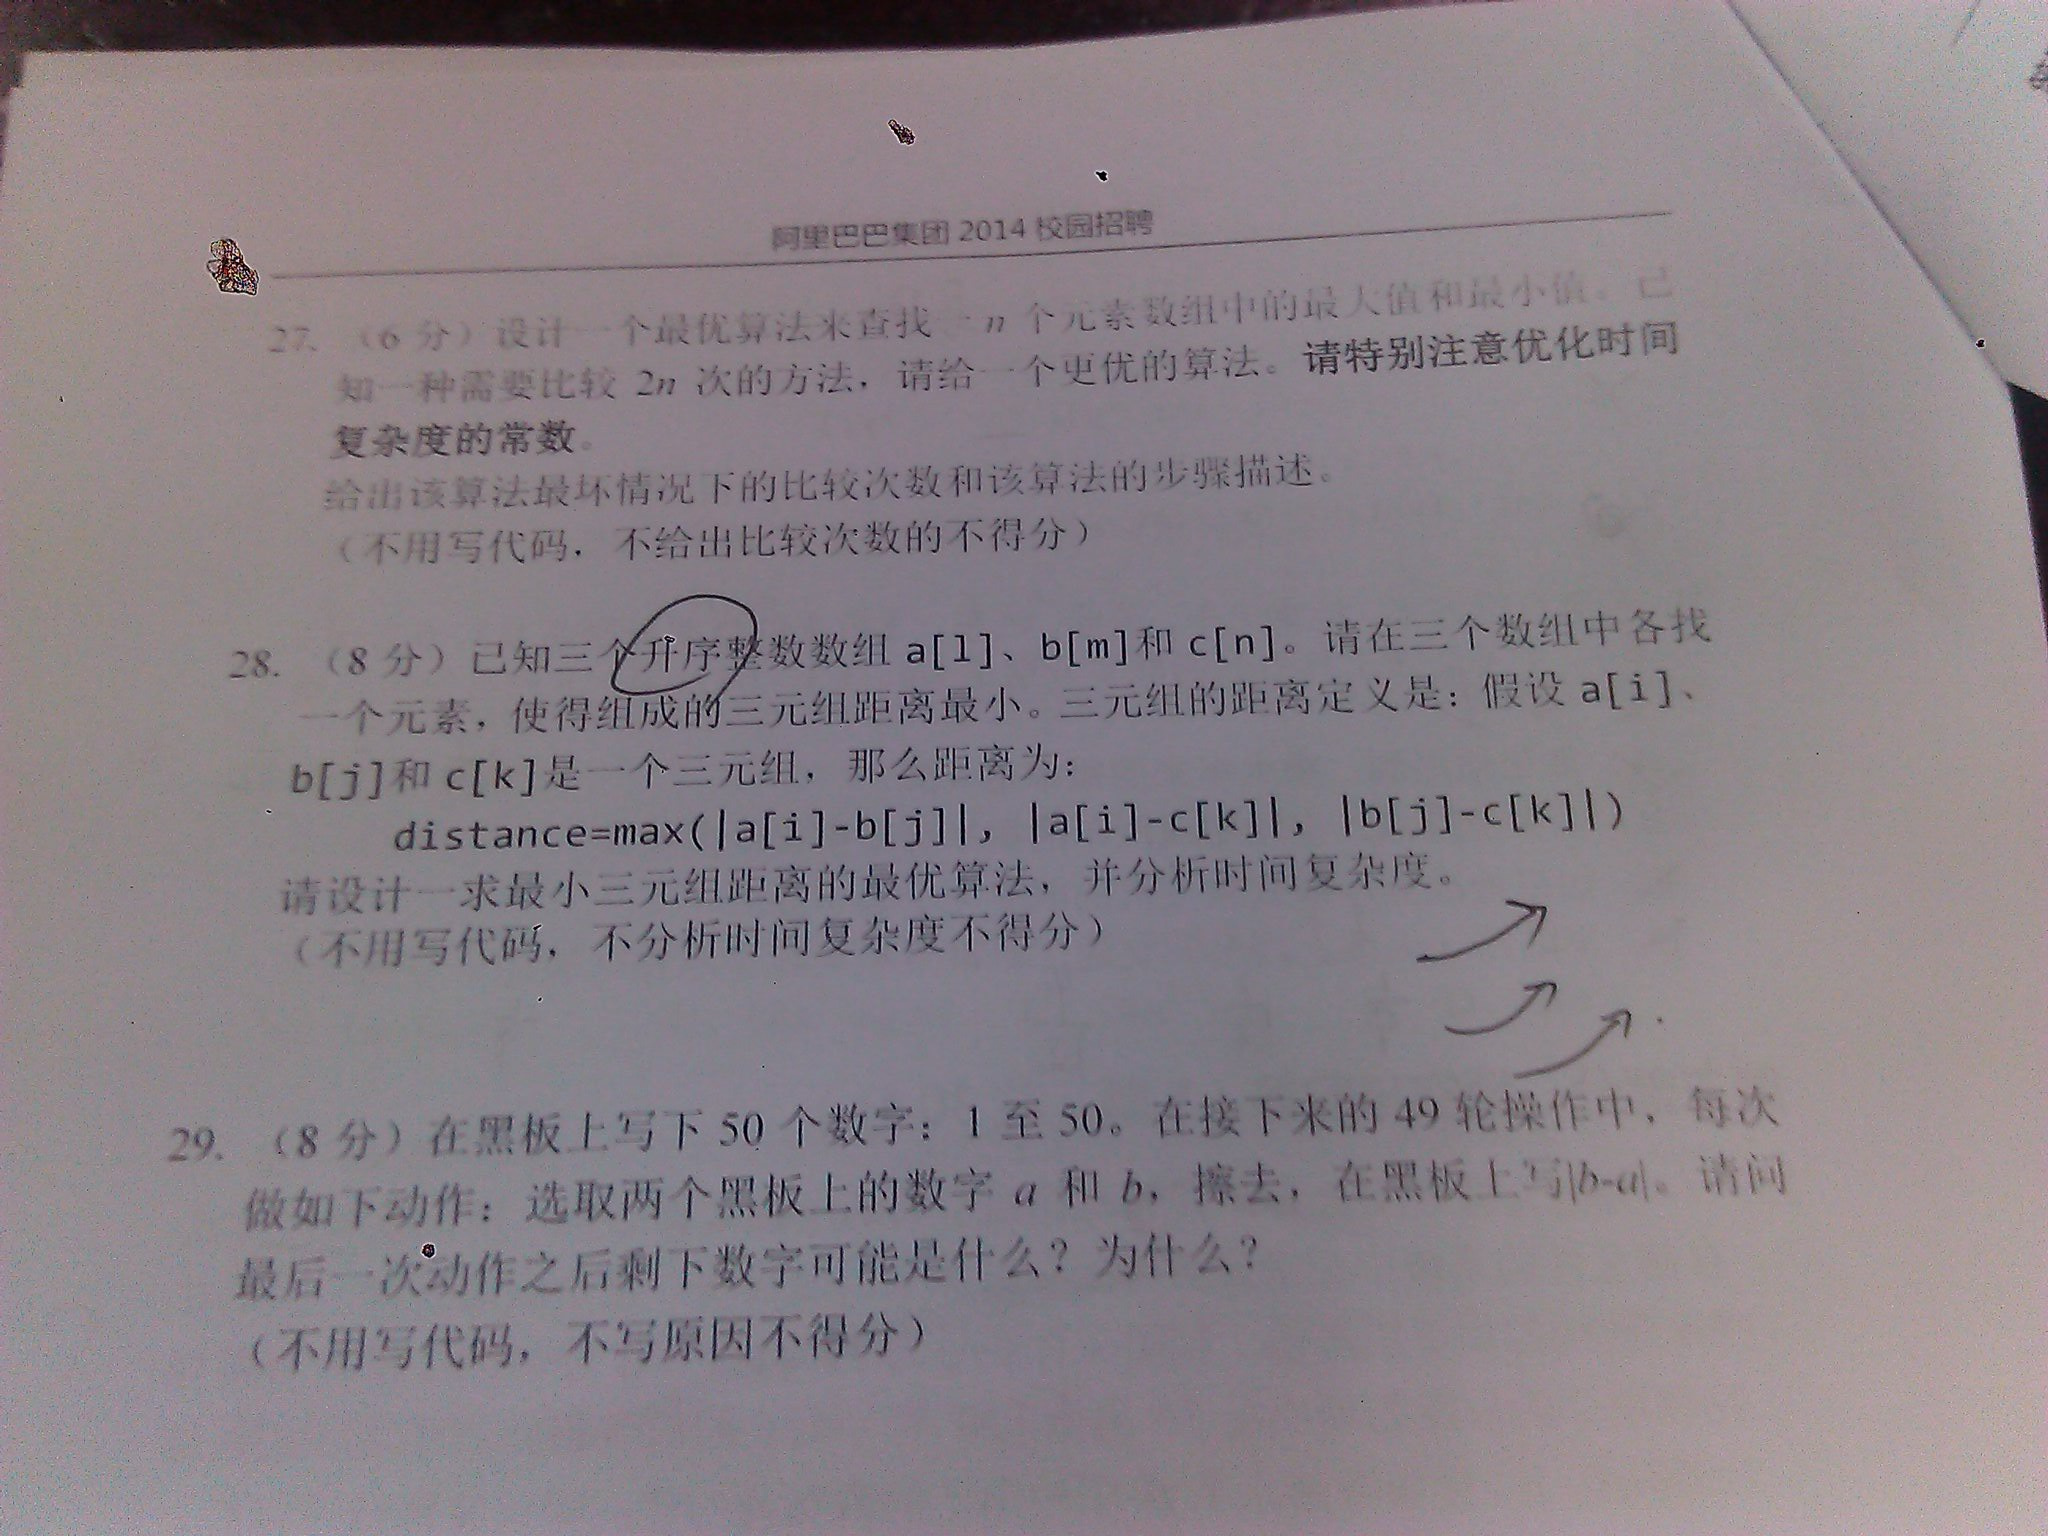 阿里巴巴集团 2014 校园招聘
27. （6 分）设计一个最优算法来查找一 n 个元素数组中的最大值和最小值。已
知一种需要比较 2n 次的方法，请给一个更优的算法。请特别注意优化时间
复杂度的常数。
给出该算法最坏情况下的比较次数和该算法的步骤描述。
（不用写代码，不给出比较次数的不得分）
28. （8 分）已知三个升序整数数组 a[l]、b[m]和 c[n]。请在三个数组中各找
一个元素，使得组成的三元组距离最小。三元组的距离定义是：假设 a[i]、
b[j]和 c[k]是一个三元组，那么距离为：
distance=max(|a[i]-b[j]|, |a[i]-c[k]|, |b[j]-c[k]|)
请设计一求最小三元组距离的最优算法，并分析时间复杂度。
（不用写代码，不分析时间复杂度不得分）
29. （8 分）在黑板上写下 50 个数字：1 至 50。在接下来的 49 轮操作中，每次
做如下动作：选取两个黑板上的数字 a 和 b，擦去，在黑板上写|b-a|。请问
最后一次动作之后剩下数字可能是什么？为什么？
（不用写代码，不写原因不得分）